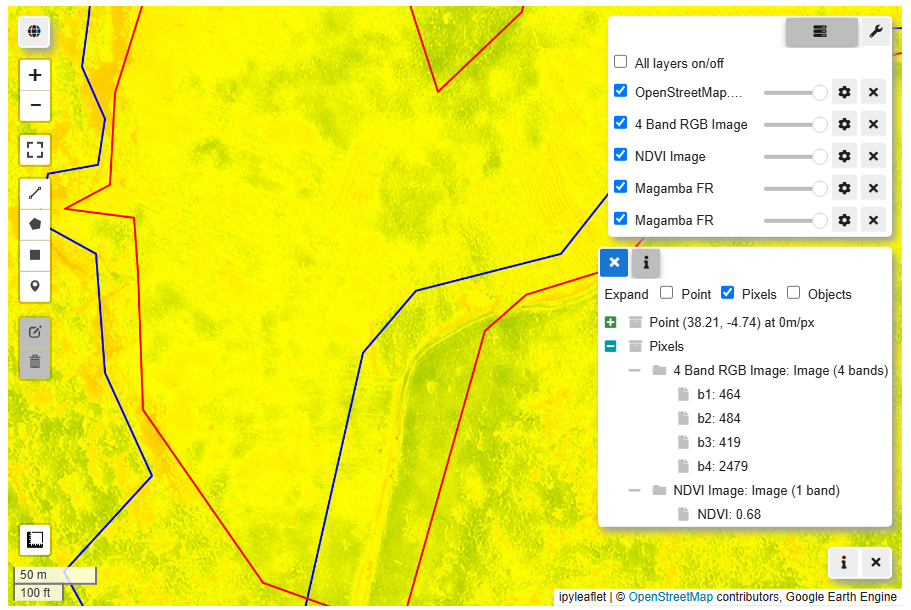 All layers on/off
OpenStreetMap....
4 Band RGB Image
NDVI Image
Magamba FR
Magamba FR
Expand Point Pixels Objects
Point (38.21, -4.74) at 0m/px
Pixels
4 Band RGB Image: Image (4 bands)
b1: 464
b2: 484
b3: 419
b4: 2479
NDVI Image: Image (1 band)
NDVI: 0.68
50 m
100 ft
ipyleaflet | © OpenStreetMap contributors, Google Earth Engine